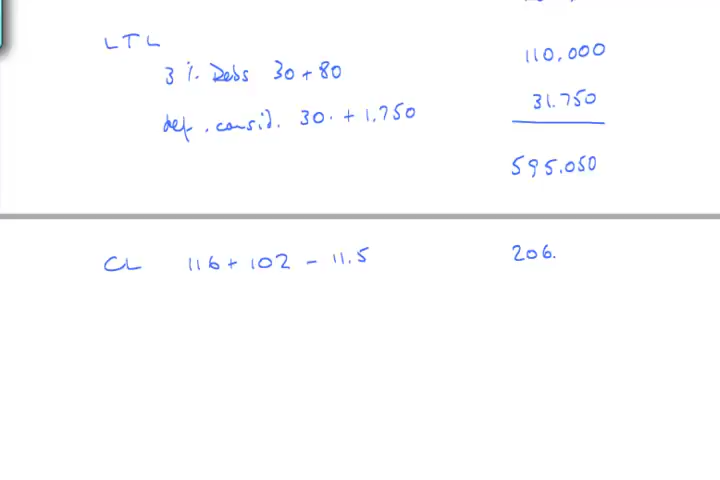 LTL
3 % Debs 30 + 80 110,000
def. consid. 30. + 1.750 31.750
595.050
CL 116 + 102 - 11.5 206.